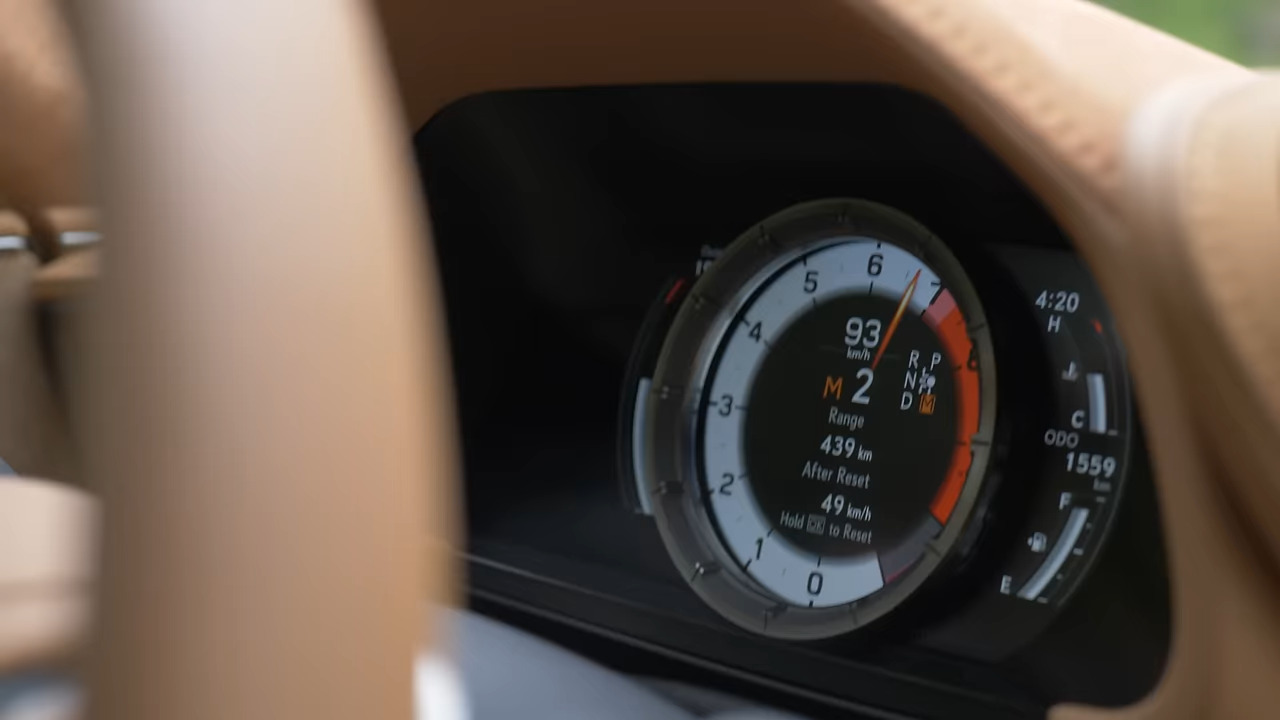 6
5
7
4
3
2
1
0
93
km/h
M 2
R P
N
D M
Range
439 km
After Reset
49 km/h
Hold OK to Reset
4:20
H
C
ODO
1559
km
F
E